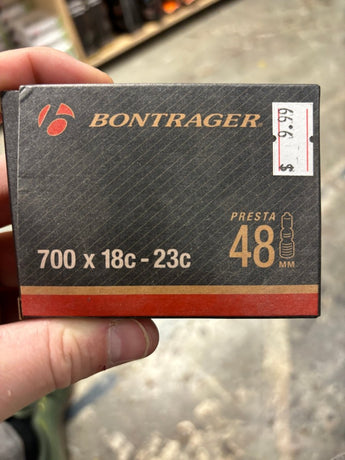 BONTRAGER
$ 9.99
PRESTA
700 x 18c - 23c
48
MM